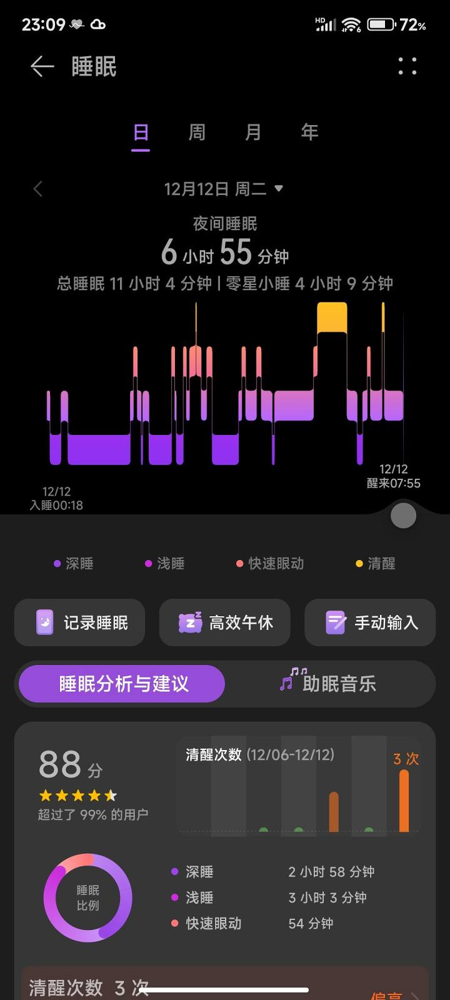 23:09
HD
6
72%
睡眠
日 周 月 年
12月12日 周二
夜间睡眠
6 小时 55 分钟
总睡眠 11 小时 4 分钟 | 零星小睡 4 小时 9 分钟
12/12
醒来07:55
12/12
入睡00:18
深睡 浅睡 快速眼动 清醒
记录睡眠 高效午休 手动输入
睡眠分析与建议 助眠音乐
88 分
超过了 99% 的用户
清醒次数 (12/06-12/12)
3 次
睡眠
比例
深睡 2 小时 58 分钟
浅睡 3 小时 3 分钟
快速眼动 54 分钟
清醒次数 3 次
偏高